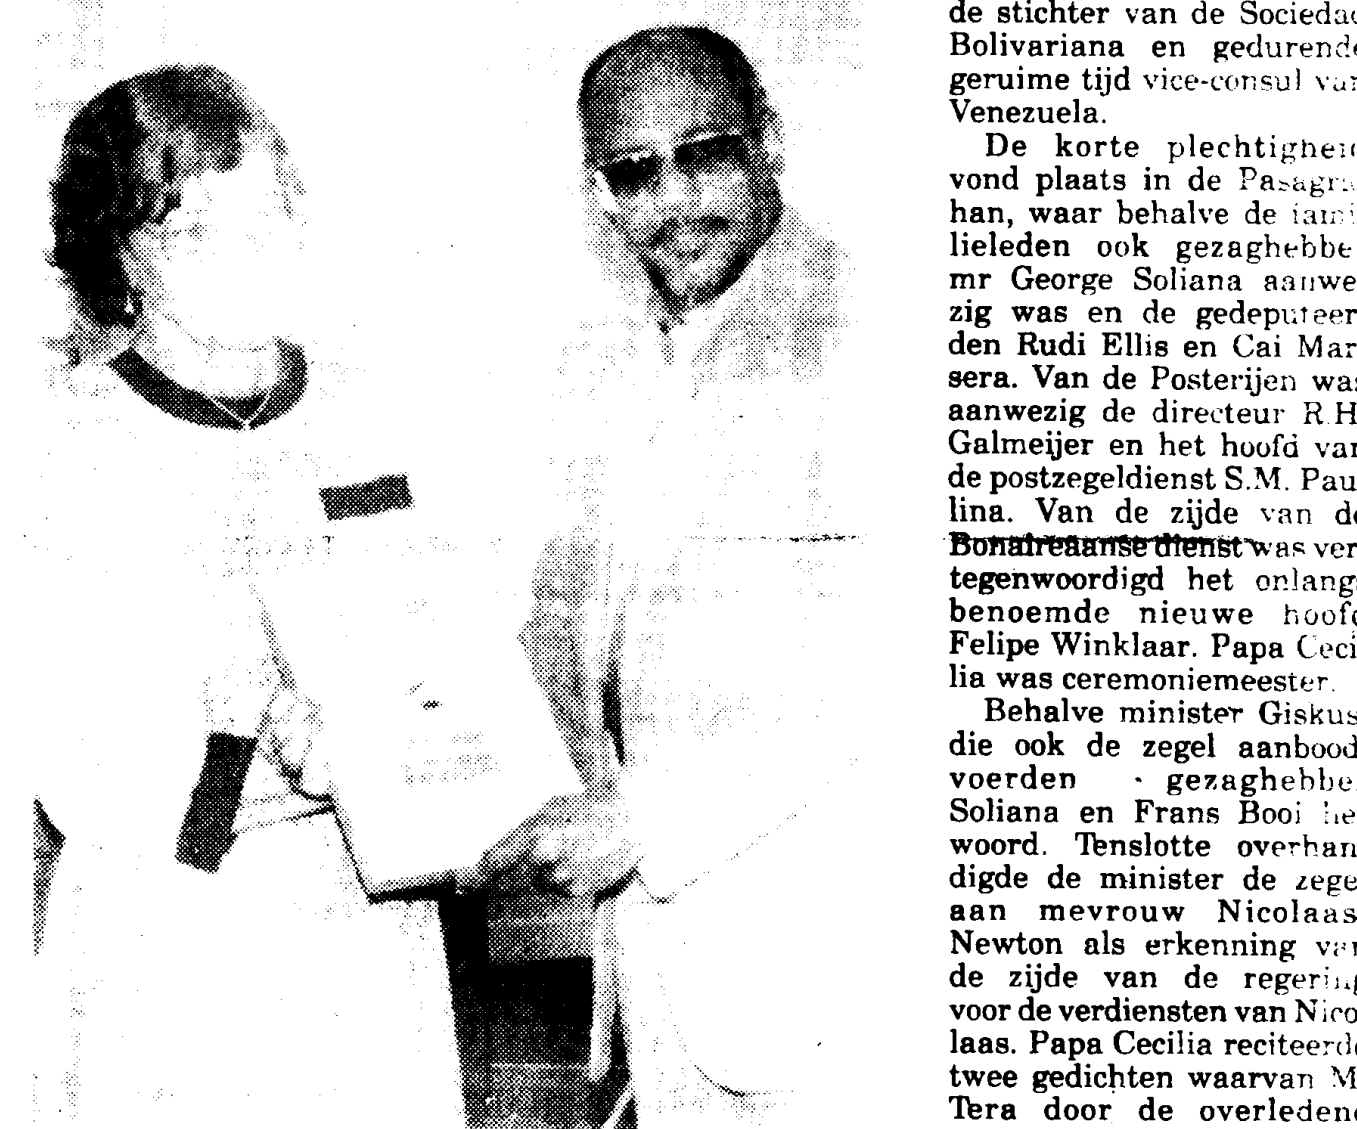 de stichter van de Sociedad
Bolivariana en gedurende
geruime tijd vice-consul van
Venezuela.
De korte plechtigheid
vond plaats in de Pasagra-
han, waar behalve de fami-
lieleden ook gezaghebber
mr George Soliana aanwe-
zig was en de gedeputeer-
den Rudi Ellis en Cai Mar-
sera. Van de Posterijen was
aanwezig de directeur R.H.
Galmeijer en het hoofd van
de postzegeldienst S.M. Pau-
lina. Van de zijde van de
Bonaireaanse dienst was ver-
tegenwoordigd het onlangs
benoemde nieuwe hoofd
Felipe Winklaar. Papa Ceci-
lia was ceremoniemeester.
Behalve minister Giskus,
die ook de zegel aanbood,
voerden gezaghebber
Soliana en Frans Booi het
woord. Tenslotte overhan-
digde de minister de zegel
aan mevrouw Nicolaas-
Newton als erkenning van
de zijde van de regering
voor de verdiensten van Nico-
laas. Papa Cecilia reciteerde
twee gedichten waarvan M
Tera door de overledene